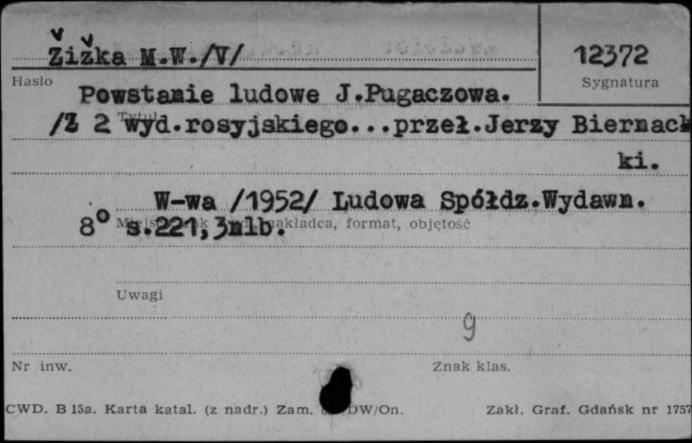 Žižka M.W./V/
12372
Hasło
Sygnatura
Powstanie ludowe J.Pugaczowa.
/Z 2 wyd.rosyjskiego...przeł.Jerzy Biernac
ki.
W-wa /1952/ Ludowa Spółdz.Wydawn.
8° s.221,3nlb.
nakładca, format, objętość
Uwagi
9
Nr inw.
Znak klas.
CWD. B 15a. Karta katal. (z nadr.) Zam. DW/On.
Zakł. Graf. Gdańsk nr 1757